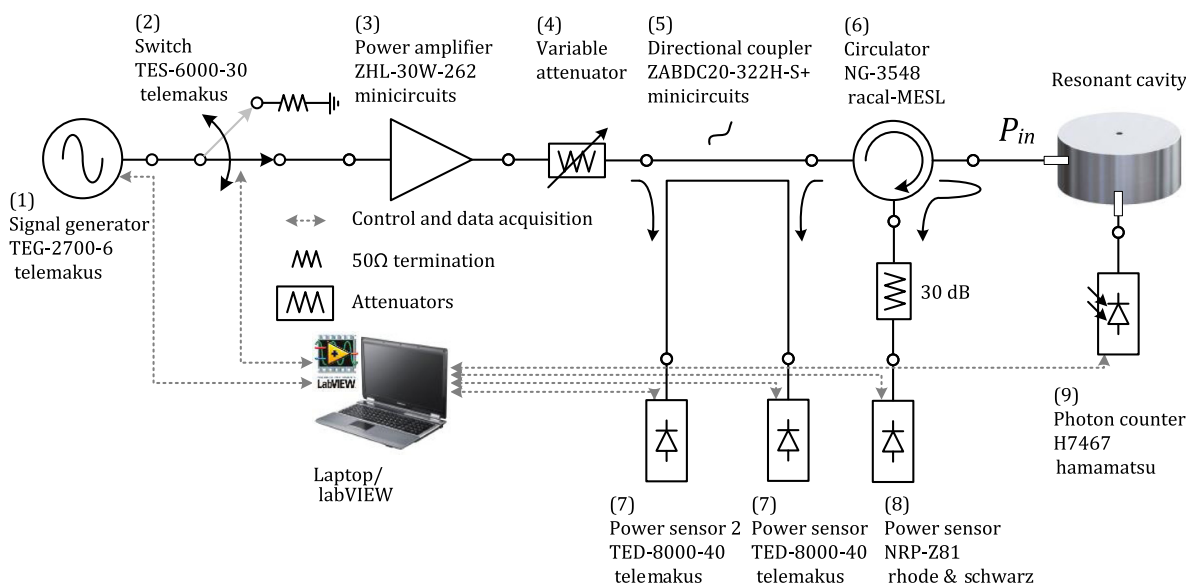 (1)
Signal generator
TEG-2700-6
telemakus
(2)
Switch
TES-6000-30
telemakus
(3)
Power amplifier
ZHL-30W-262
minicircuits
(4)
Variable
attenuator
(5)
Directional coupler
ZABDC20-322H-S+
minicircuits
(6)
Circulator
NG-3548
racal-MESL
Resonant cavity
Pin
Control and data acquisition
50Ω termination
Attenuators
30 dB
LabVIEW
Laptop/
labVIEW
(7)
Power sensor 2
TED-8000-40
telemakus
(7)
Power sensor
TED-8000-40
telemakus
(8)
Power sensor
NRP-Z81
rhode & schwarz
(9)
Photon counter
H7467
hamamatsu